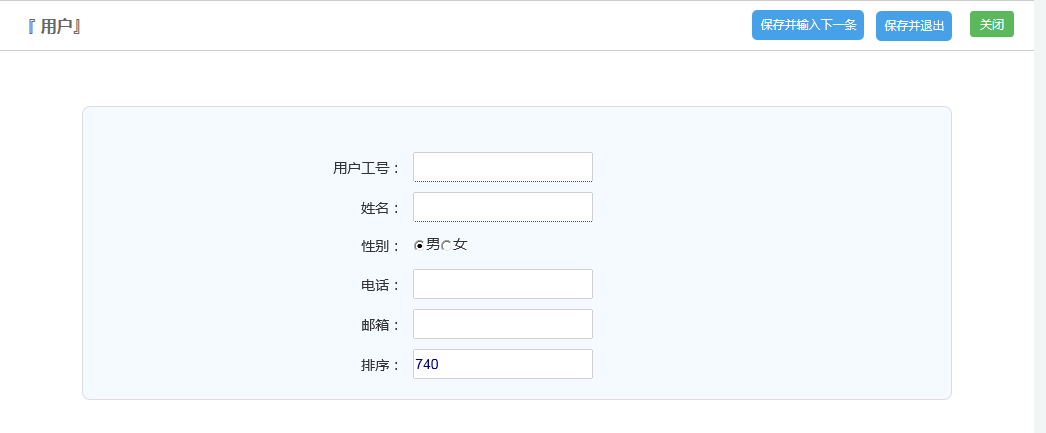 『 用户』
保存并输入下一条 保存并退出 关闭
用户工号：
姓名：
性别： 男 女
电话：
邮箱：
排序： 740